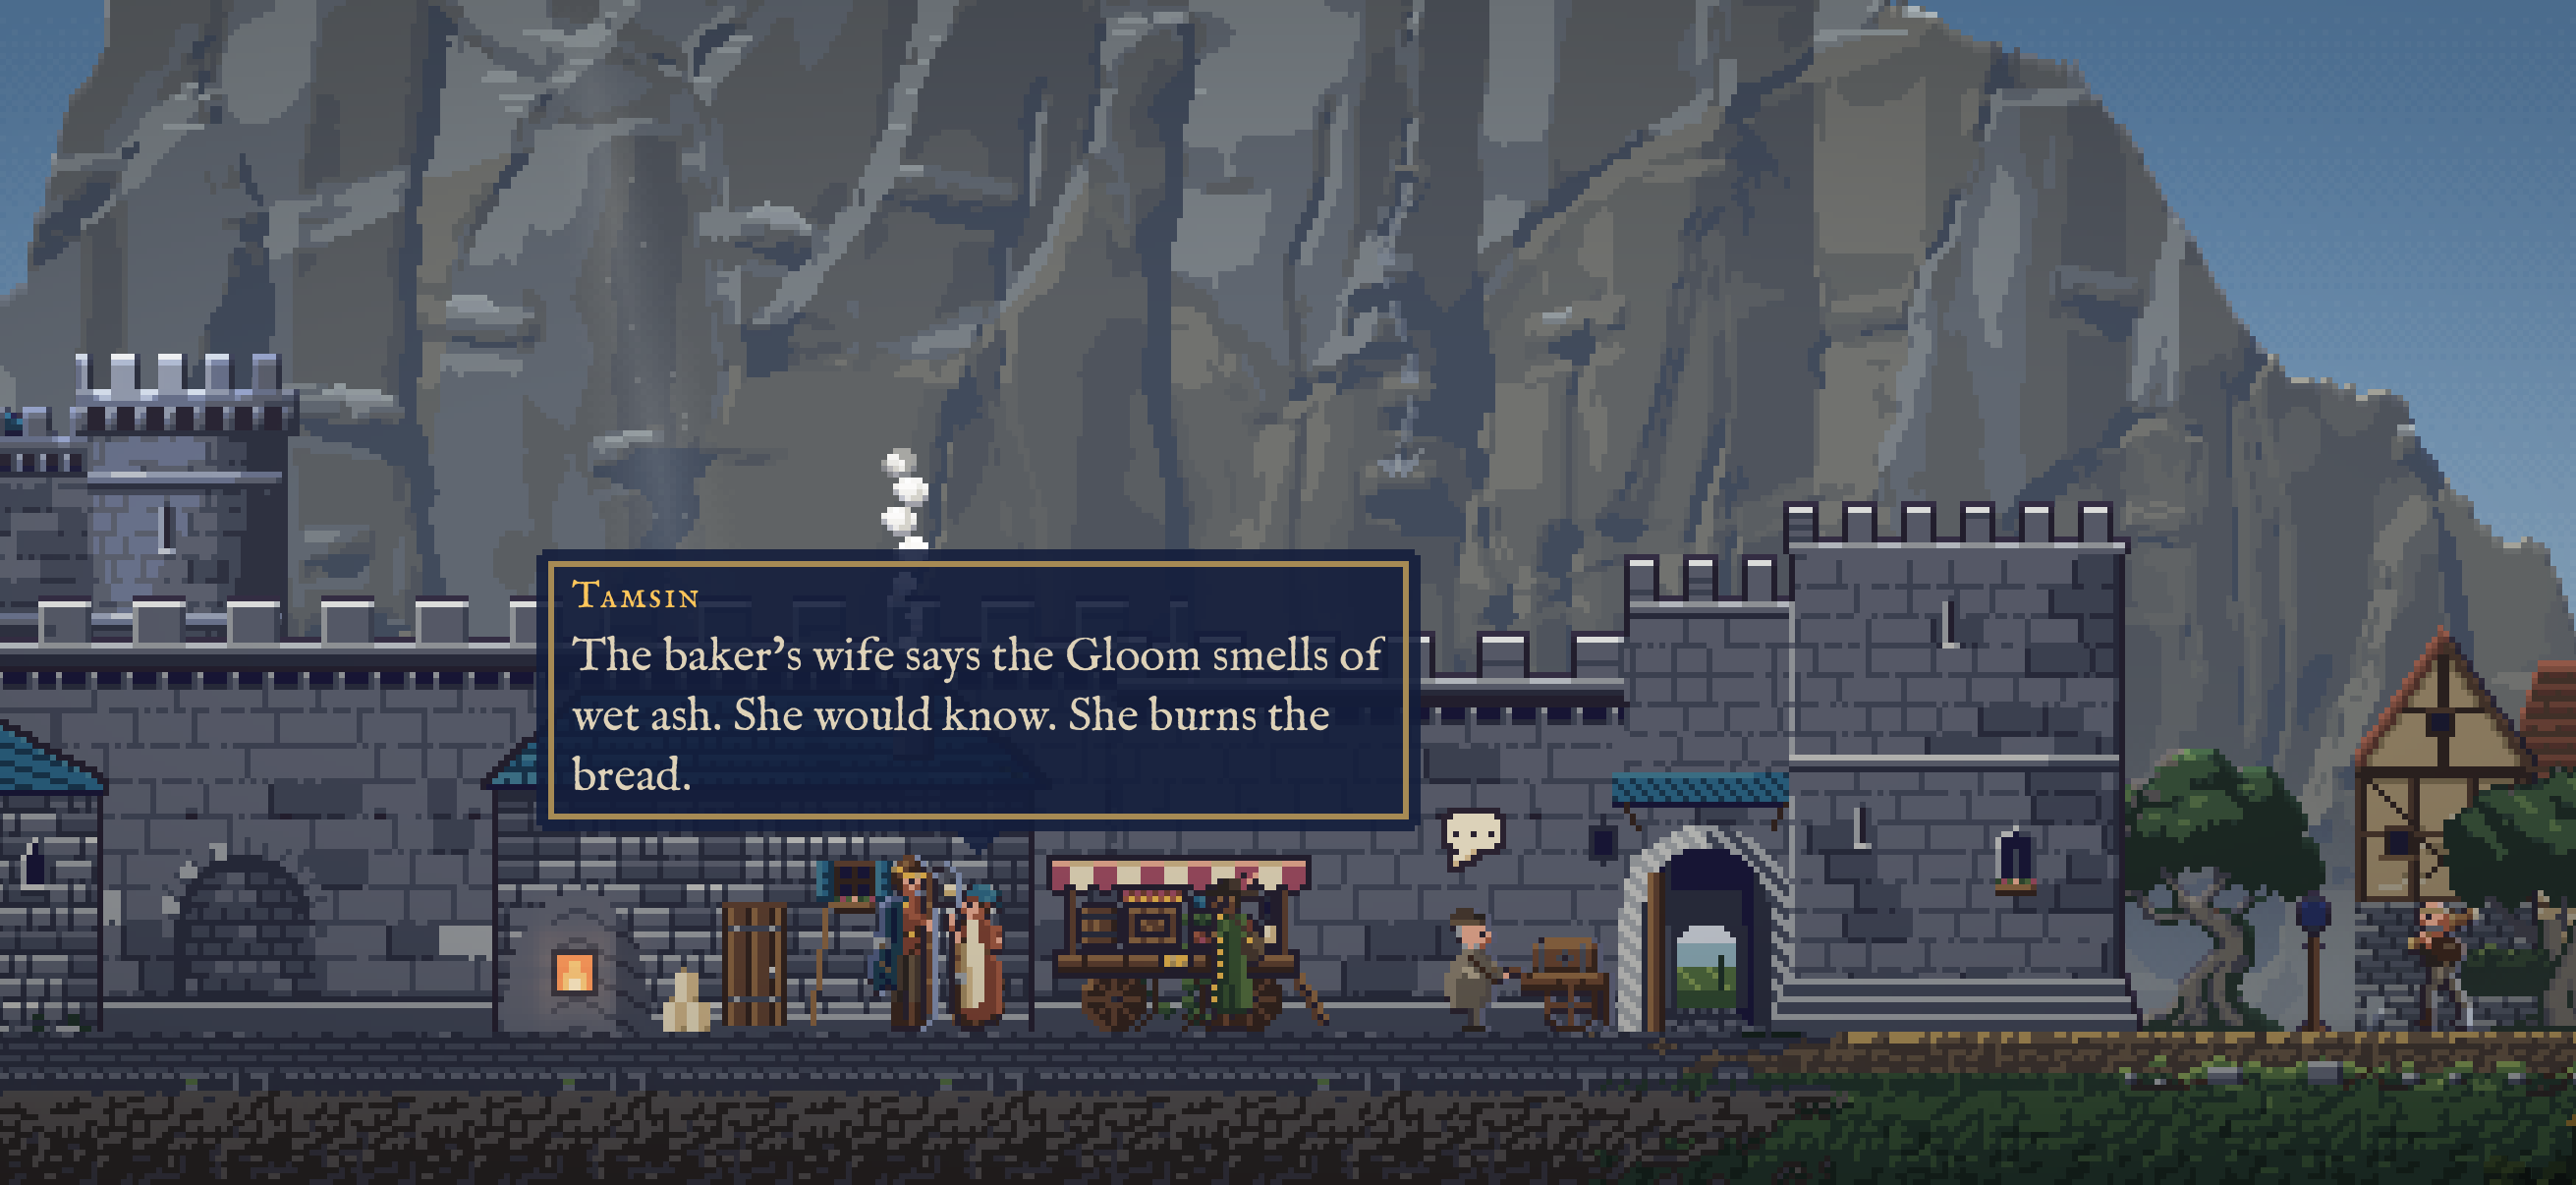 Tamsin
The baker’s wife says the Gloom smells of
wet ash. She would know. She burns the
bread.